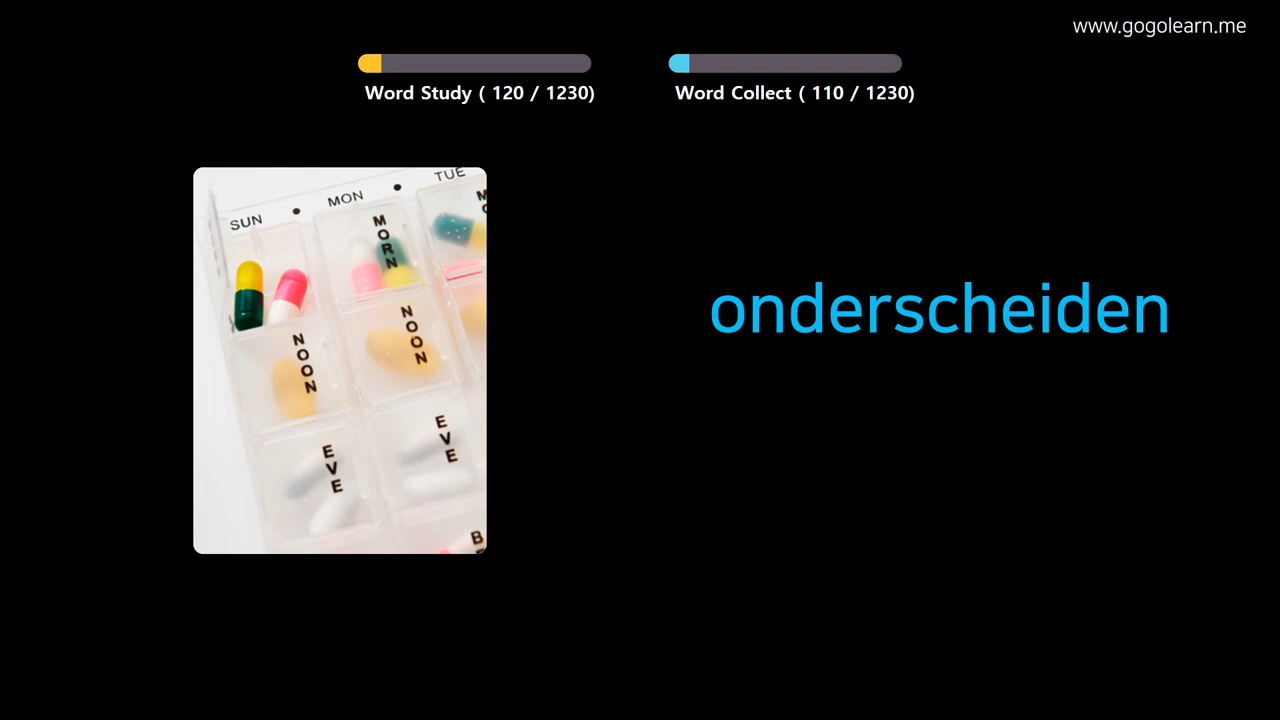 www.gogolearn.me
Word Study ( 120 / 1230)
Word Collect ( 110 / 1230)
onderscheiden
SUN • MON • TUE
MORN
NOON
NOON
EVE
EVE